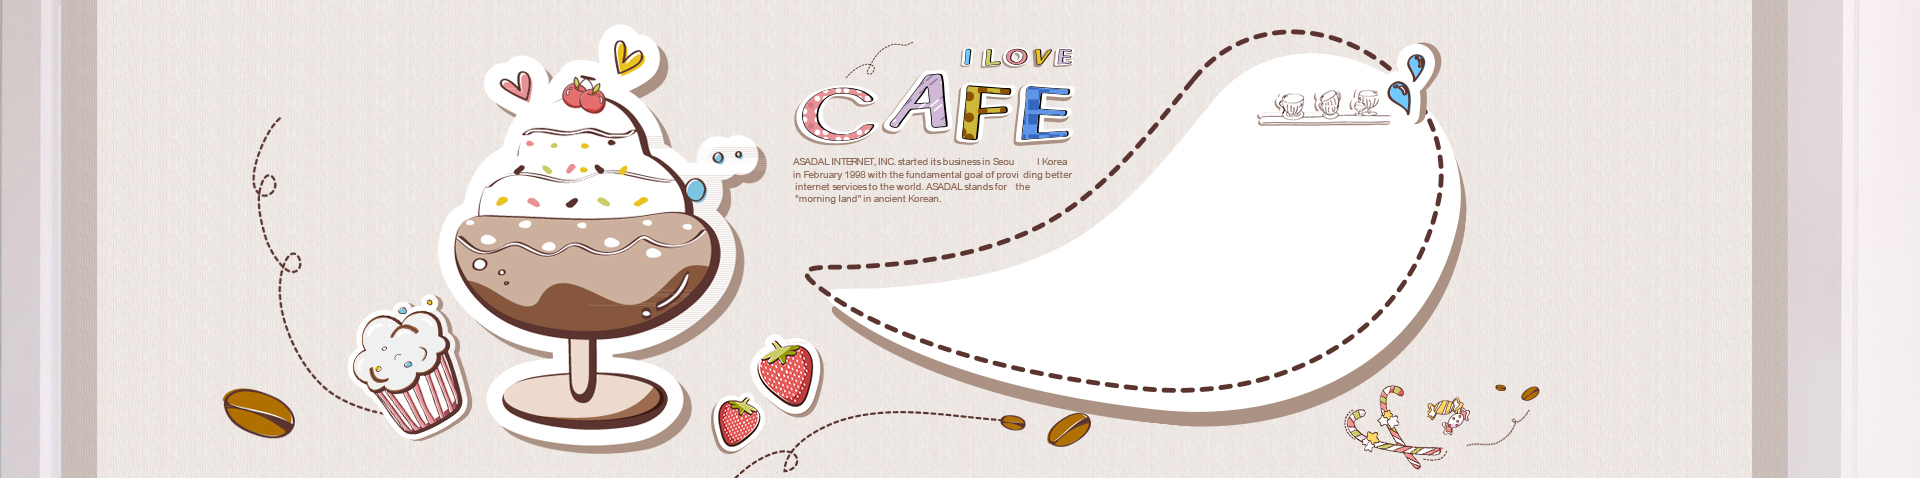 I LOVE
CAFE
ASADAL INTERNET, INC. started its business in Seou l Korea
in February 1998 with the fundamental goal of provi ding better
internet services to the world. ASADAL stands for the
"morning land" in ancient Korean.